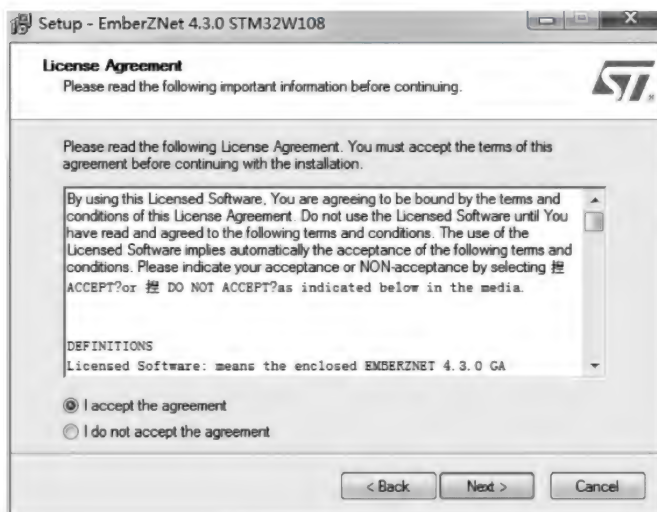 Setup - EmberZNet 4.3.0 STM32W108
License Agreement
Please read the following important information before continuing.
ST
Please read the following License Agreement. You must accept the terms of this
agreement before continuing with the installation.
By using this Licensed Software, You are agreeing to be bound by the terms and
conditions of this License Agreement. Do not use the Licensed Software until You
have read and agreed to the following terms and conditions. The use of the
Licensed Software implies automatically the acceptance of the following terms and
conditions. Please indicate your acceptance or NON-acceptance by selecting 揑
ACCEPT?or 揑 DO NOT ACCEPT?as indicated below in the media.
DEFINITIONS
Licensed Software: means the enclosed EMBERZNET 4.3.0 GA
I accept the agreement
I do not accept the agreement
< Back
Next >
Cancel